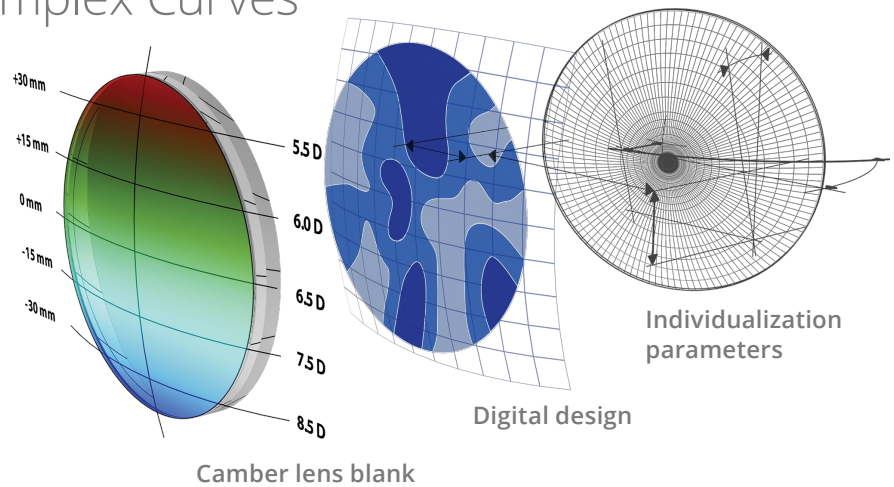 mplex Curves
+30 mm
+15 mm
0 mm
-15 mm
-30 mm
5.5 D
6.0 D
6.5 D
7.5 D
8.5 D
Individualization
parameters
Digital design
Camber lens blank